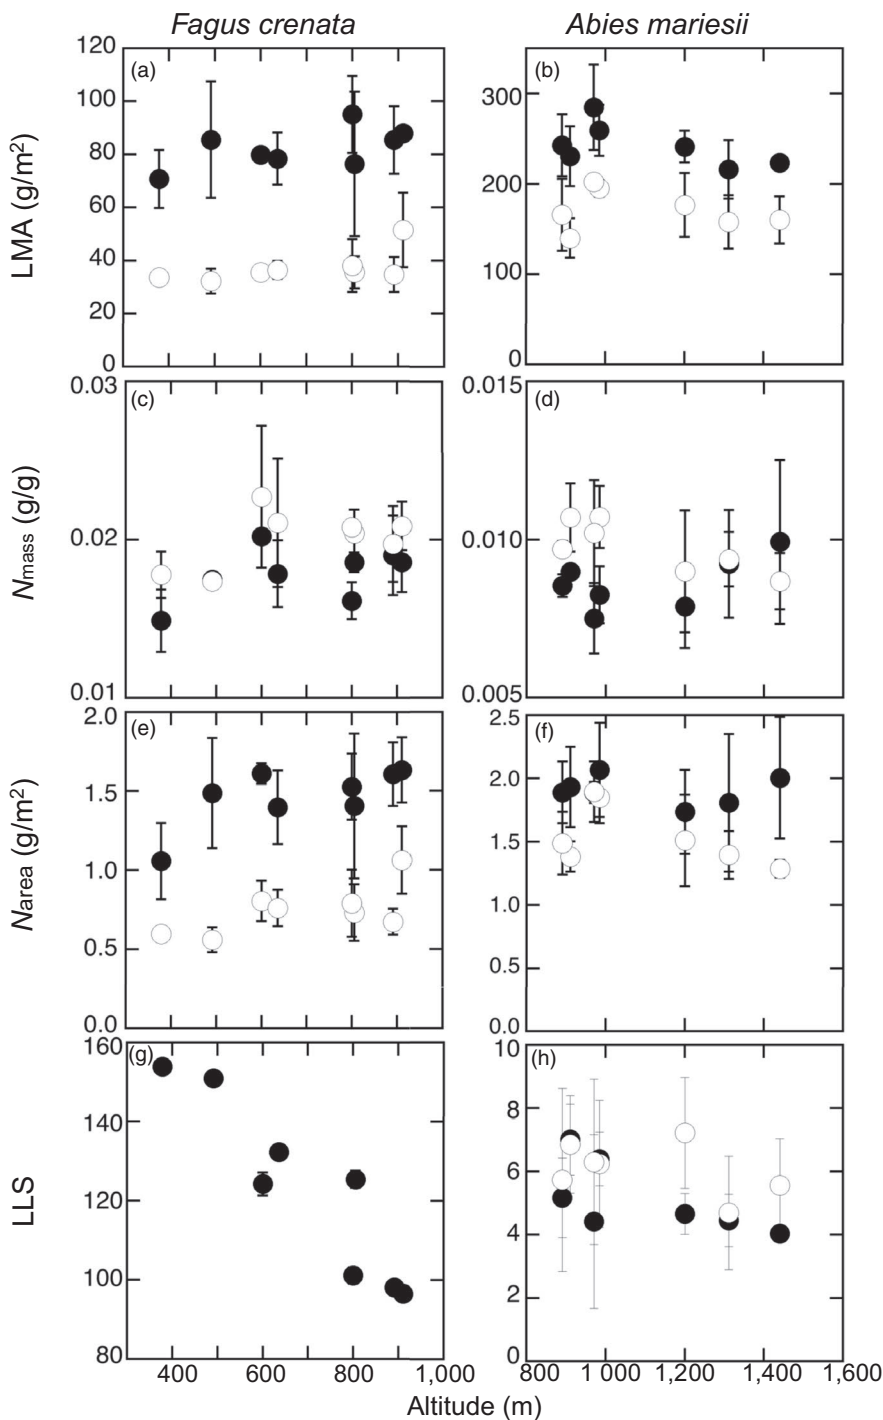 Fagus crenata
Abies mariesii
LMA (g/m²)
120
100
80
60
40
20
0
(a)
300
200
100
0
(b)
Nmass (g/g)
0.03
0.02
0.01
(c)
0.015
0.010
0.005
(d)
Narea (g/m²)
2.0
1.5
1.0
0.5
0.0
(e)
2.5
2.0
1.5
1.0
0.5
0.0
(f)
LLS
160
140
120
100
80
(g)
10
8
6
4
2
0
(h)
400 600 800 1,000
800 1 000 1,200 1,400 1,600
Altitude (m)